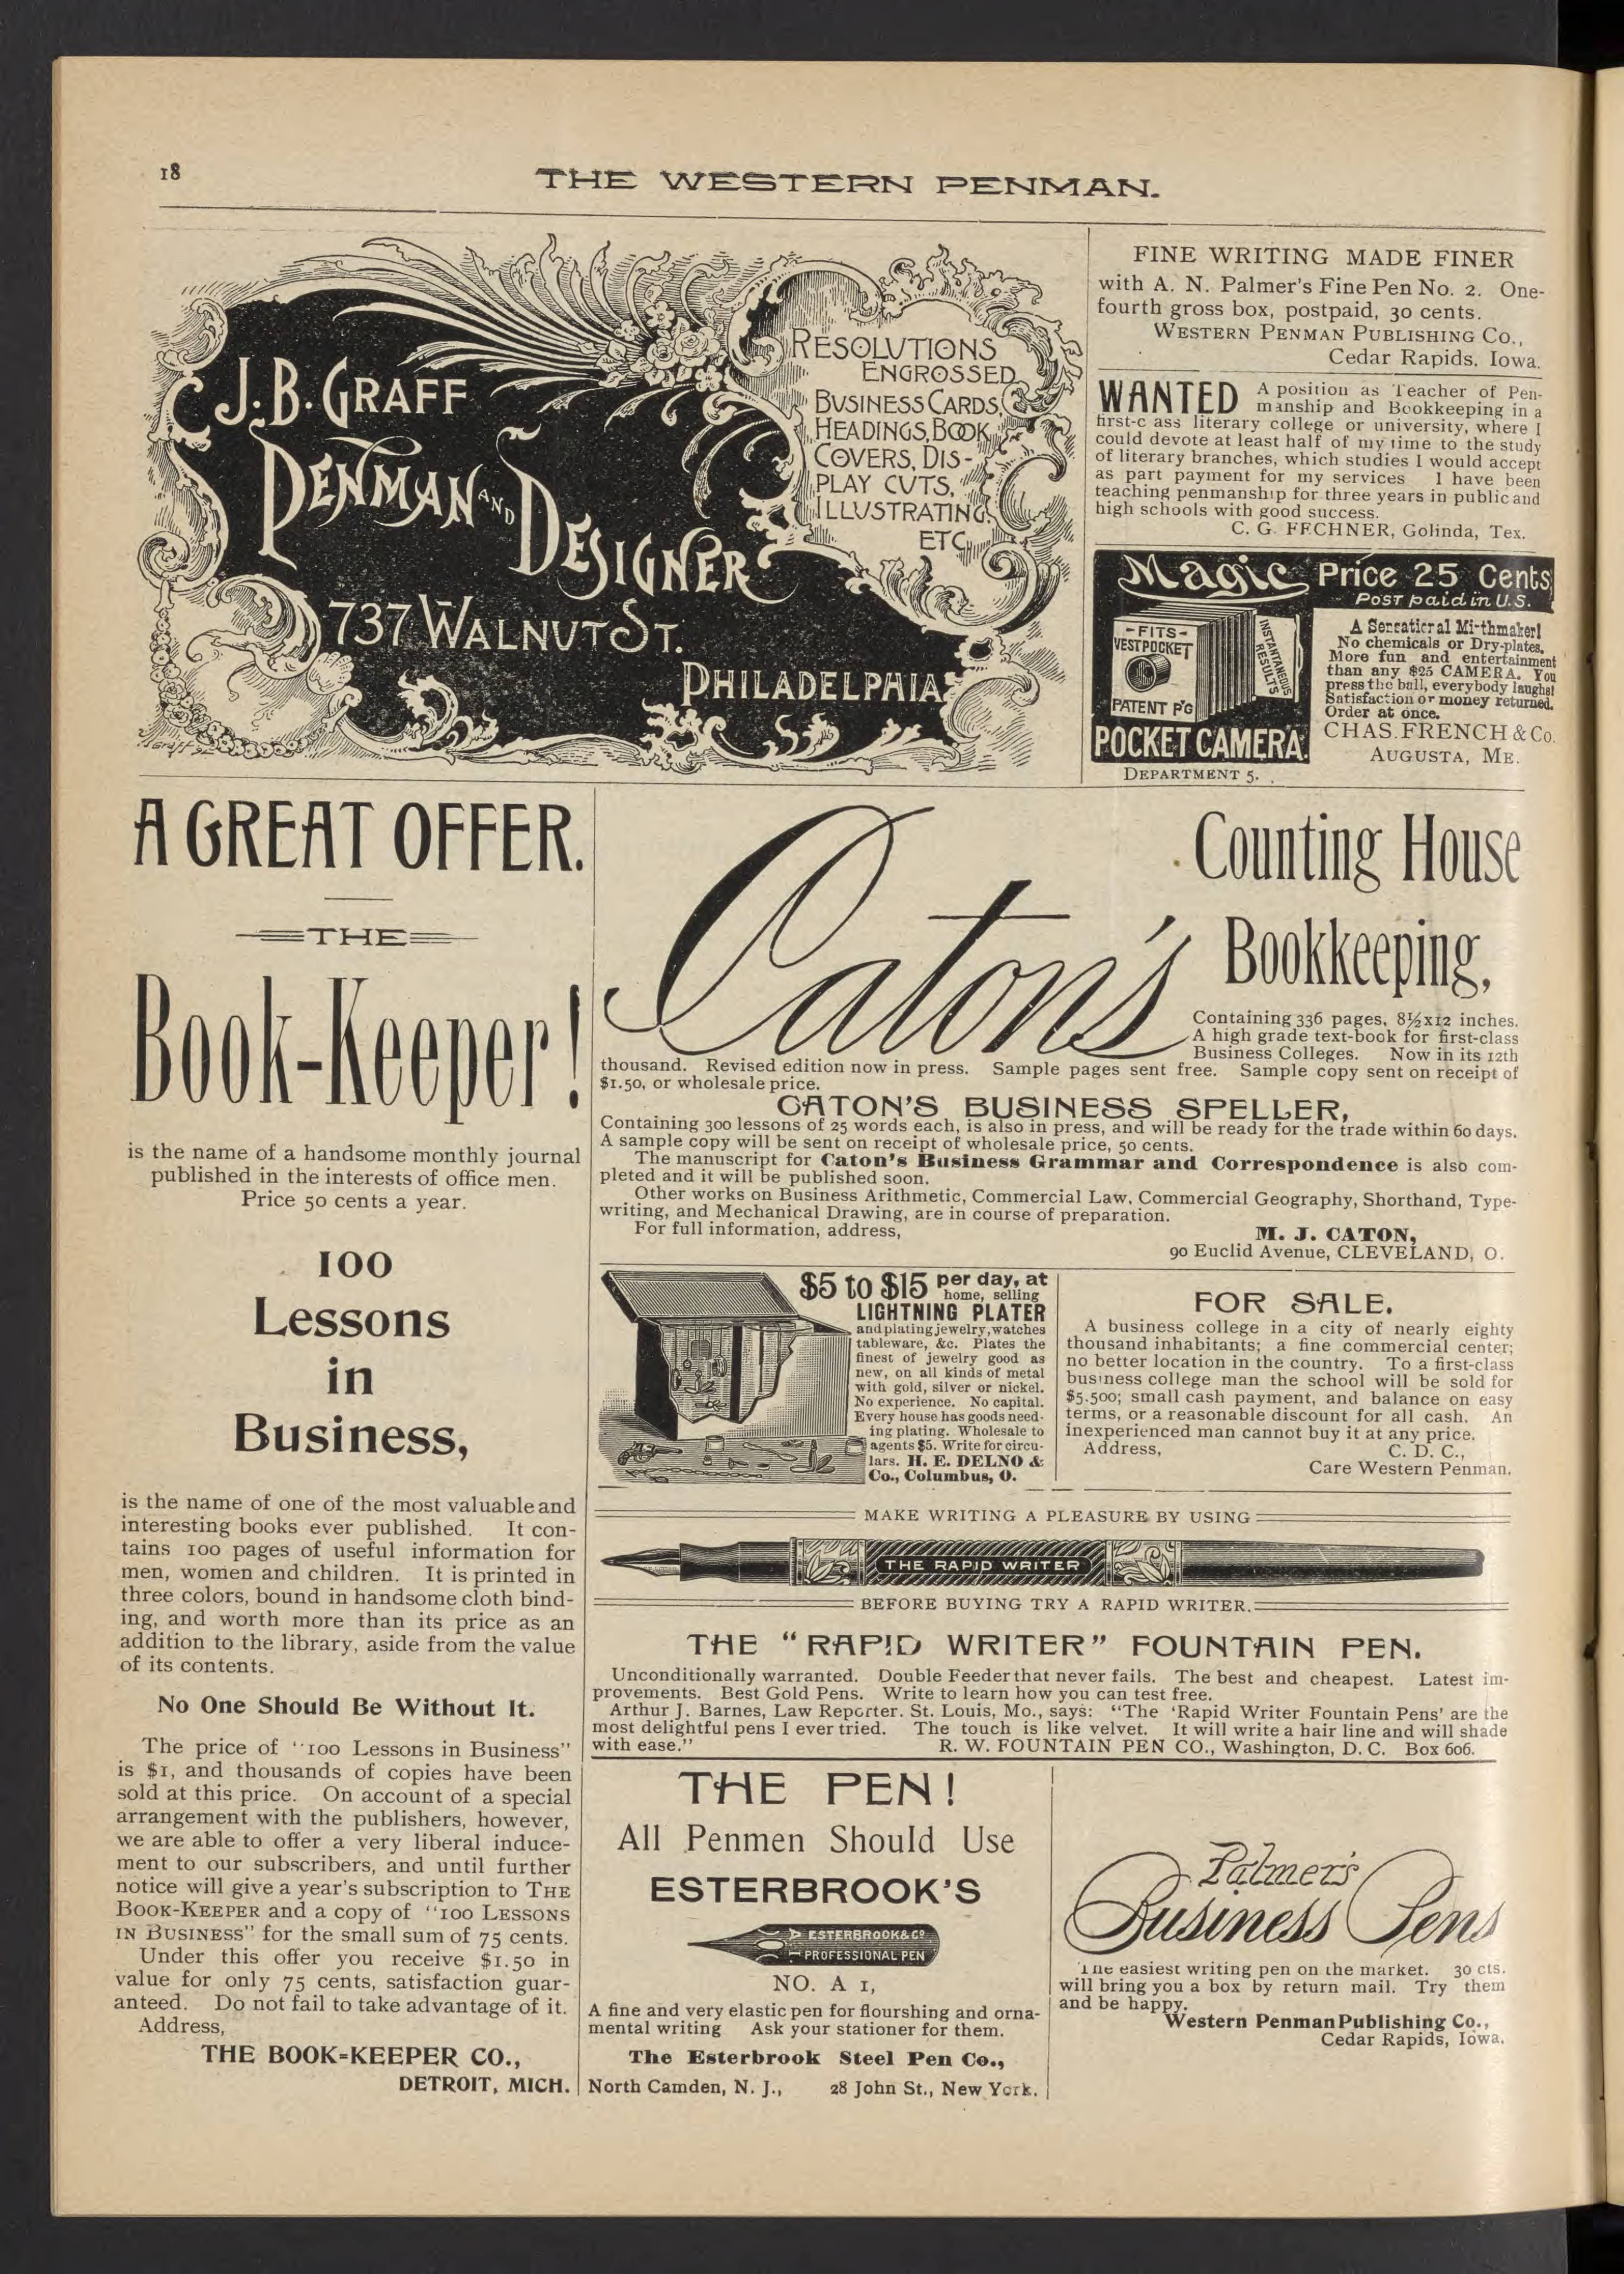 18
THE WESTERN PENMAN.
J. B. GRAFF
PENMAN AND DESIGNER
737 WALNUT ST.
PHILADELPHIA
RESOLUTIONS
ENGROSSED
BUSINESS CARDS,
HEADINGS, BOOK
COVERS, DIS-
PLAY CUTS,
ILLUSTRATING
ETC.
FINE WRITING MADE FINER
with A. N. Palmer's Fine Pen No. 2. One-
fourth gross box, postpaid, 30 cents.
WESTERN PENMAN PUBLISHING CO.,
Cedar Rapids, Iowa.
WANTED A position as Teacher of Pen-
manship and Bookkeeping in a
first-c ass literary college or university, where I
could devote at least half of my time to the study
of literary branches, which studies I would accept
as part payment for my services I have been
teaching penmanship for three years in public and
high schools with good success.
C. G. FECHNER, Golinda, Tex.
Magic Price 25 Cents
Post paid in U.S.
-FITS-
VEST POCKET
INSTANTANEOUS
RESULTS
PATENT P'G
POCKET CAMERA.
DEPARTMENT 5.
A Sensational Mirthmaker!
No chemicals or Dry-plates.
More fun and entertainment
than any $25 CAMERA. You
press the bull, everybody laughs!
Satisfaction or money returned.
Order at once.
CHAS. FRENCH & Co.
AUGUSTA, ME.
A GREAT OFFER.
THE
Book-Keeper!
is the name of a handsome monthly journal
published in the interests of office men.
Price 50 cents a year.
100
Lessons
in
Business,
is the name of one of the most valuable and
interesting books ever published. It con-
tains 100 pages of useful information for
men, women and children. It is printed in
three colors, bound in handsome cloth bind-
ing, and worth more than its price as an
addition to the library, aside from the value
of its contents.
No One Should Be Without It.
The price of "100 Lessons in Business"
is $1, and thousands of copies have been
sold at this price. On account of a special
arrangement with the publishers, however,
we are able to offer a very liberal induce-
ment to our subscribers, and until further
notice will give a year's subscription to THE
BOOK-KEEPER and a copy of "100 LESSONS
IN BUSINESS" for the small sum of 75 cents.
Under this offer you receive $1.50 in
value for only 75 cents, satisfaction guar-
anteed. Do not fail to take advantage of it.
Address,
THE BOOK-KEEPER CO.,
DETROIT, MICH.
Caton's
Counting House
Bookkeeping,
Containing 336 pages, 8½x12 inches.
A high grade text-book for first-class
Business Colleges. Now in its 12th
thousand. Revised edition now in press. Sample pages sent free. Sample copy sent on receipt of
$1.50, or wholesale price.
CATON'S BUSINESS SPELLER,
Containing 300 lessons of 25 words each, is also in press, and will be ready for the trade within 60 days.
A sample copy will be sent on receipt of wholesale price, 50 cents.
The manuscript for Caton's Business Grammar and Correspondence is also com-
pleted and it will be published soon.
Other works on Business Arithmetic, Commercial Law, Commercial Geography, Shorthand, Type-
writing, and Mechanical Drawing, are in course of preparation.
For full information, address,
M. J. CATON,
90 Euclid Avenue, CLEVELAND, O.
$5 to $15 per day, at
home, selling
LIGHTNING PLATER
and plating jewelry, watches
tableware, &c. Plates the
finest of jewelry good as
new, on all kinds of metal
with gold, silver or nickel.
No experience. No capital.
Every house has goods need-
ing plating. Wholesale to
agents $5. Write for circu-
lars. H. E. DELNO &
Co., Columbus, O.
FOR SALE.
A business college in a city of nearly eighty
thousand inhabitants; a fine commercial center;
no better location in the country. To a first-class
business college man the school will be sold for
$5.500; small cash payment, and balance on easy
terms, or a reasonable discount for all cash. An
inexperienced man cannot buy it at any price.
Address, C. D. C.,
Care Western Penman.
MAKE WRITING A PLEASURE BY USING
THE RAPID WRITER
BEFORE BUYING TRY A RAPID WRITER.
THE "RAPID WRITER" FOUNTAIN PEN.
Unconditionally warranted. Double Feeder that never fails. The best and cheapest. Latest im-
provements. Best Gold Pens. Write to learn how you can test free.
Arthur J. Barnes, Law Reporter. St. Louis, Mo., says: "The 'Rapid Writer Fountain Pens' are the
most delightful pens I ever tried. The touch is like velvet. It will write a hair line and will shade
with ease." R. W. FOUNTAIN PEN CO., Washington, D. C. Box 606.
THE PEN!
All Penmen Should Use
ESTERBROOK'S
ESTERBROOK & CO
PROFESSIONAL PEN
NO. A 1,
A fine and very elastic pen for flourshing and orna-
mental writing Ask your stationer for them.
The Esterbrook Steel Pen Co.,
North Camden, N. J., 28 John St., New York.
Palmer's
Business Pens
The easiest writing pen on the market. 30 cts.
will bring you a box by return mail. Try them
and be happy.
Western Penman Publishing Co.,
Cedar Rapids, Iowa.